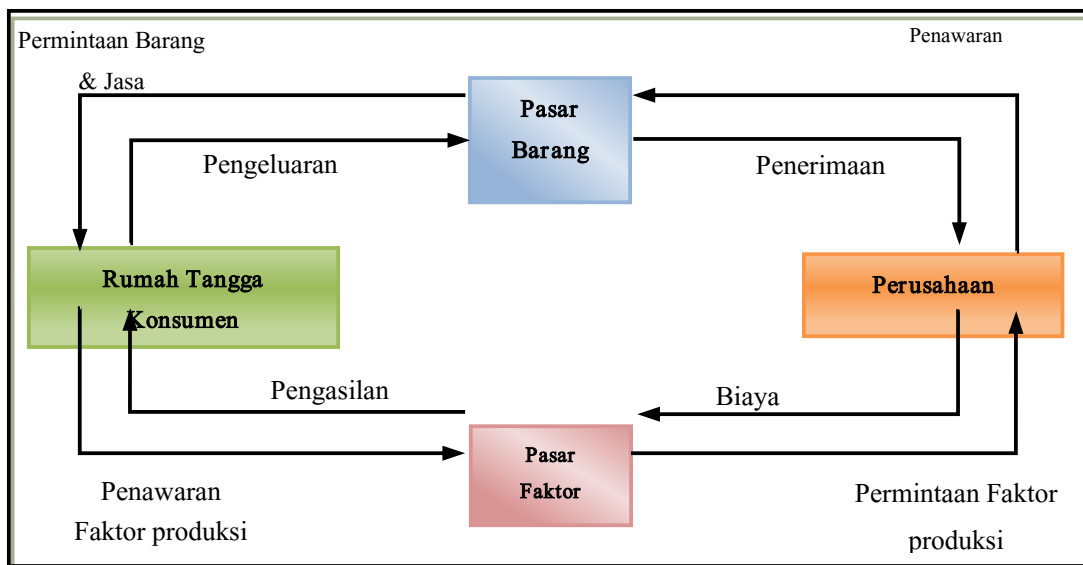 Permintaan Barang
& Jasa
Penawaran
Pasar
Barang
Pengeluaran
Penerimaan
Rumah Tangga
Konsumen
Perusahaan
Pengasilan
Biaya
Pasar
Faktor
Penawaran
Faktor produksi
Permintaan Faktor
produksi